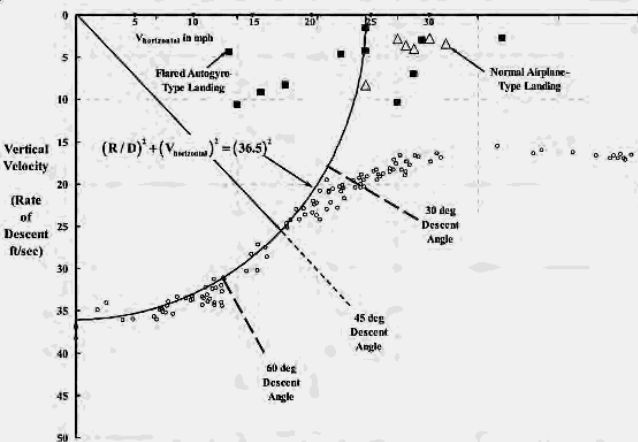 0 5 10 15 20 25 30
V horizontal in mph
Flared Autogyro-
Type Landing
Normal Airplane-
Type Landing
(R / D)² + (V horizontal)² = (36.5)²
Vertical
Velocity
(Rate
of
Descent
ft/sec)
0
5
10
15
20
25
30
35
40
45
50
30 deg
Descent
Angle
45 deg
Descent
Angle
60 deg
Descent
Angle